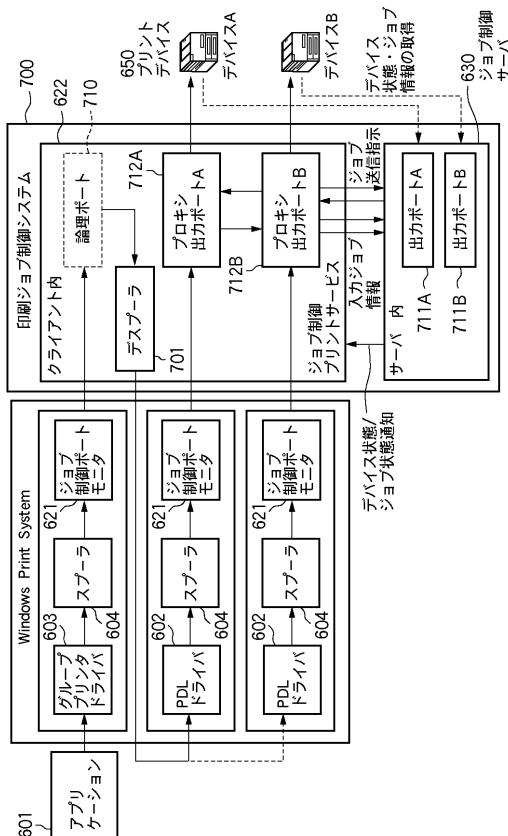 601
アプリ
ケーション
Windows Print System
603
グループ
プリンタ
ドライバ
604
スプーラ
621
ジョブ
制御ポート
モニタ
602
PDL
ドライバ
604
スプーラ
621
ジョブ
制御ポート
モニタ
602
PDL
ドライバ
604
スプーラ
621
ジョブ
制御ポート
モニタ
印刷ジョブ制御システム
700
クライアント内
622
論理ポート
710
デスプーラ
701
プロキシ
出力ポートA
712A
プロキシ
出力ポートB
712B
ジョブ制御
プリントサービス
入力ジョブ
情報
ジョブ
送信指示
サーバ 内
出力ポートA
711A
出力ポートB
711B
デバイス状態/
ジョブ状態通知
650
プリント
デバイス
デバイスA
デバイスB
デバイス
状態・ジョブ
情報の取得
630
ジョブ制御
サーバ